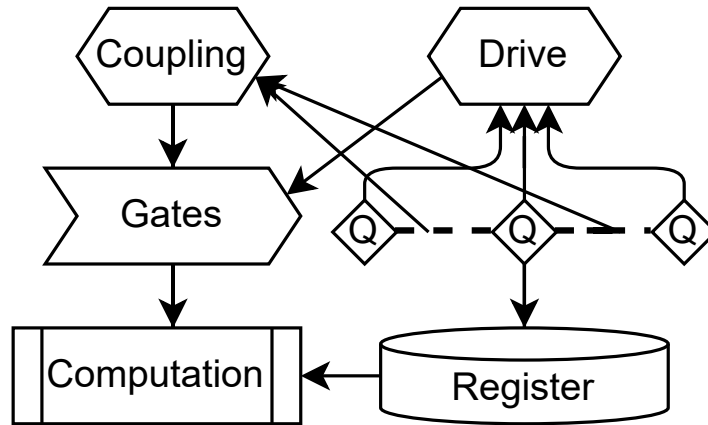 Coupling
Drive
Gates
Q
Q
Q
Computation
Register